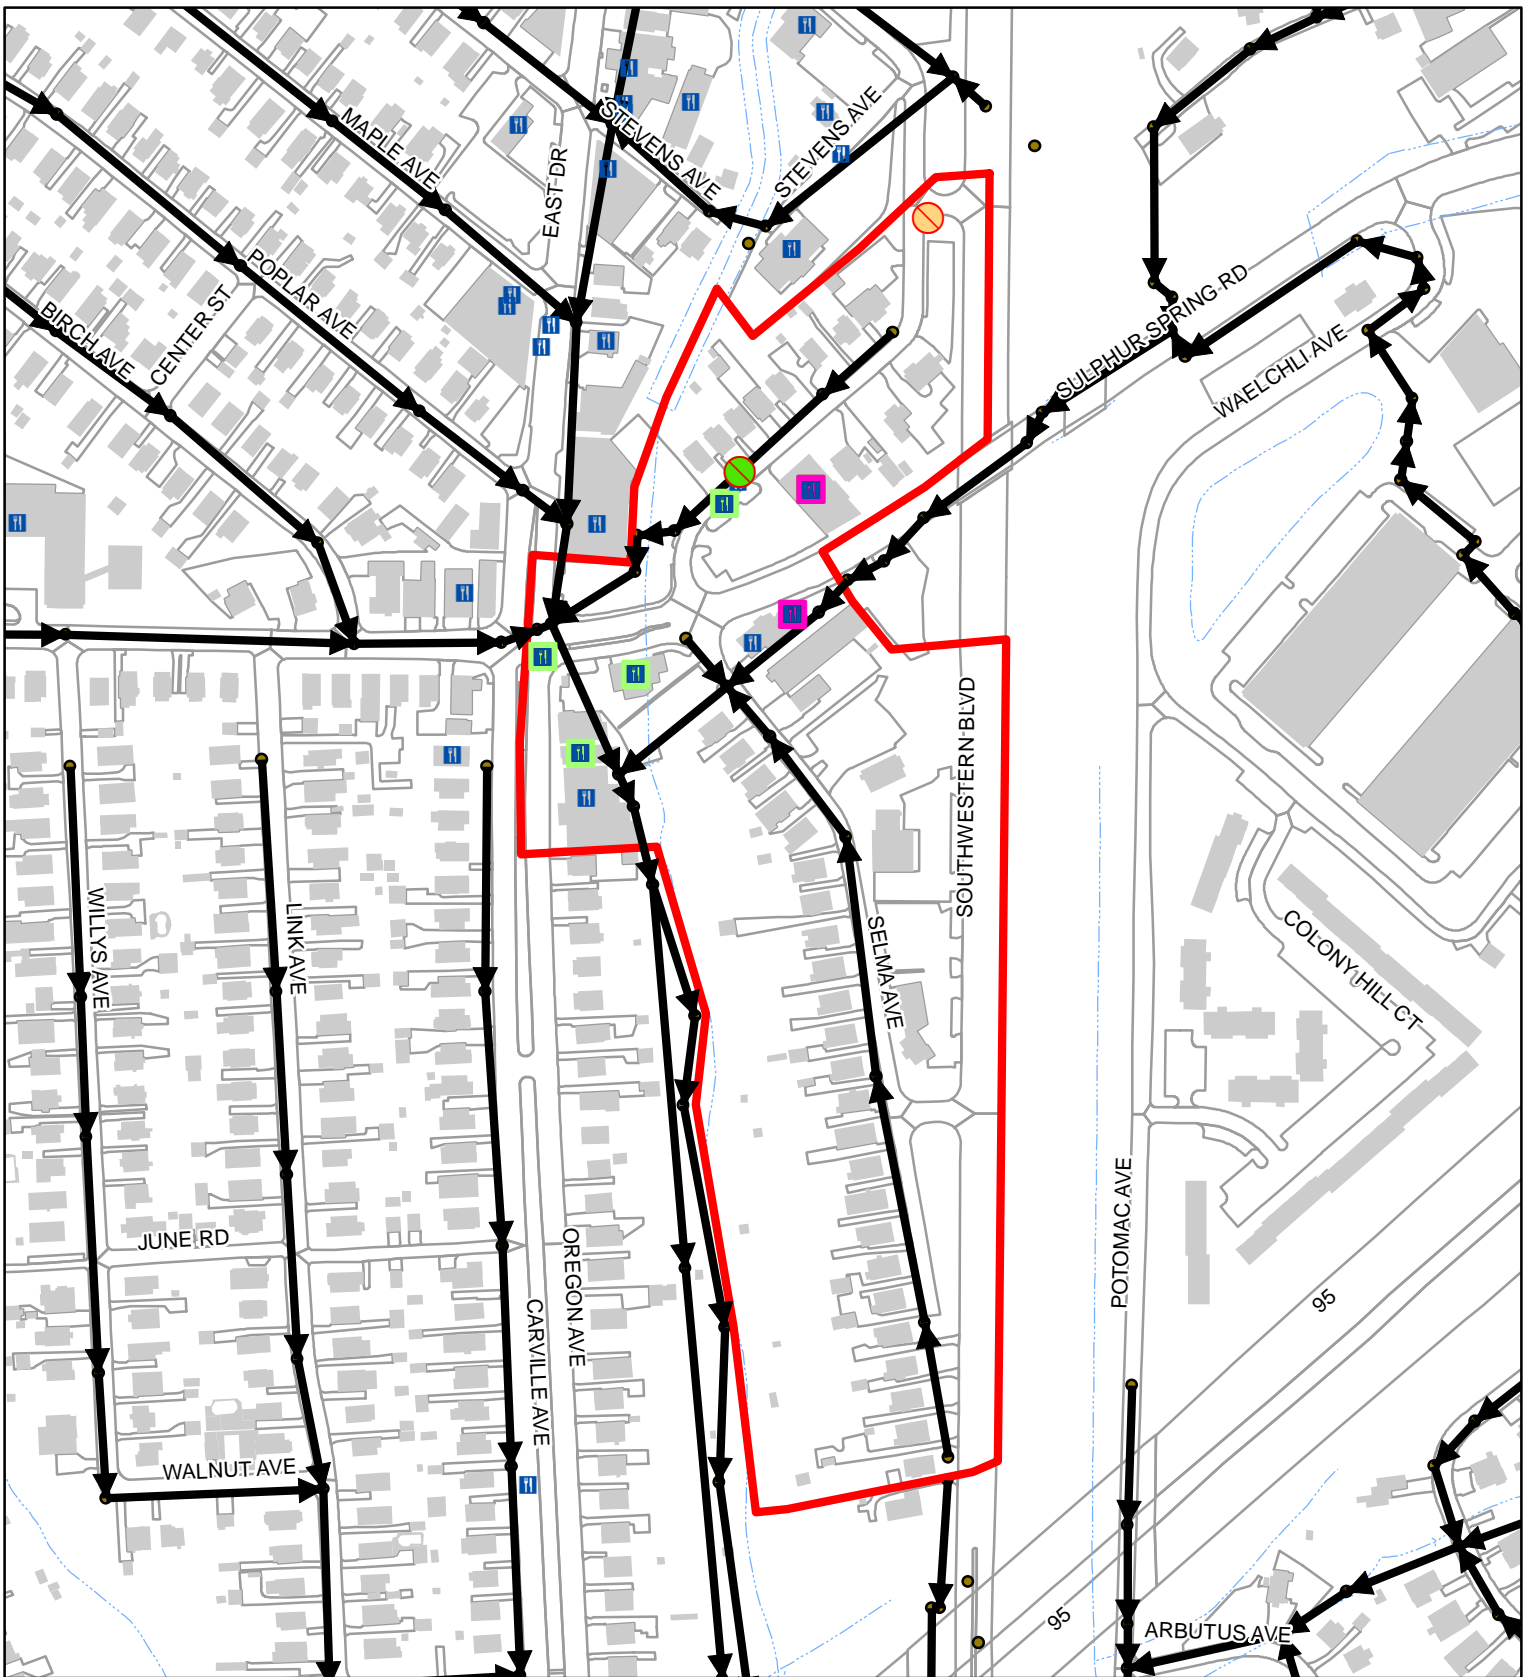 STEVENS AVE
STEVENS AVE
MAPLE AVE
EAST DR
POPLAR AVE
CENTER ST
BIRCH AVE
SULPHUR SPRING RD
WAELCHLI AVE
SOUTHWESTERN BLVD
WILLYS AVE
LINK AVE
SELMA AVE
COLONY HILL CT
JUNE RD
OREGON AVE
CARVILLE AVE
POTOMAC AVE
95
WALNUT AVE
95
ARBUTUS AVE